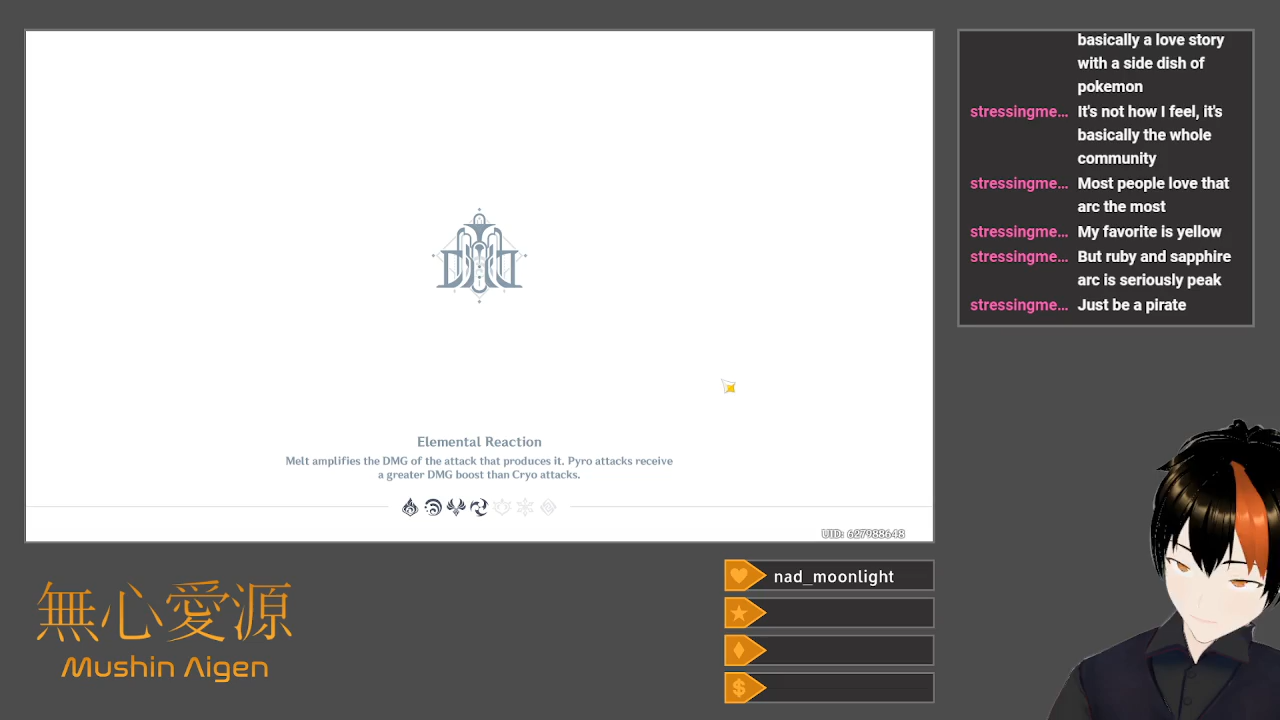 basically a love story
with a side dish of
pokemon
stressingme... It's not how I feel, it's
basically the whole
community
stressingme... Most people love that
arc the most
stressingme... My favorite is yellow
stressingme... But ruby and sapphire
arc is seriously peak
stressingme... Just be a pirate
Elemental Reaction
Melt amplifies the DMG of the attack that produces it. Pyro attacks receive
a greater DMG boost than Cryo attacks.
UID: 627988648
無心愛源
Mushin Aigen
nad_moonlight